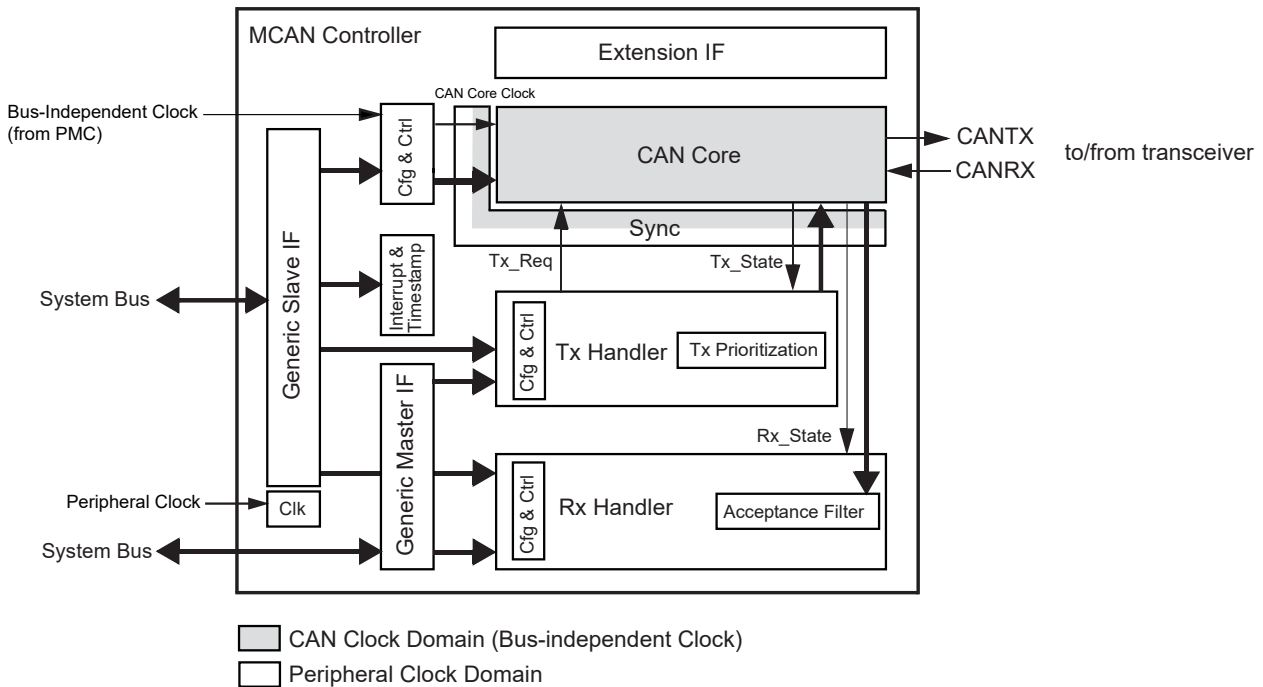 MCAN Controller
Extension IF
Bus-Independent Clock
(from PMC)
CAN Core Clock
Cfg & Ctrl
CAN Core
CANTX
CANRX
to/from transceiver
Sync
Generic Slave IF
Interrupt &
Timestamp
Tx_Req
Tx_State
System Bus
Cfg & Ctrl
Tx Handler
Tx Prioritization
Generic Master IF
Rx_State
Peripheral Clock
Clk
Cfg & Ctrl
Rx Handler
Acceptance Filter
System Bus
CAN Clock Domain (Bus-independent Clock)
Peripheral Clock Domain